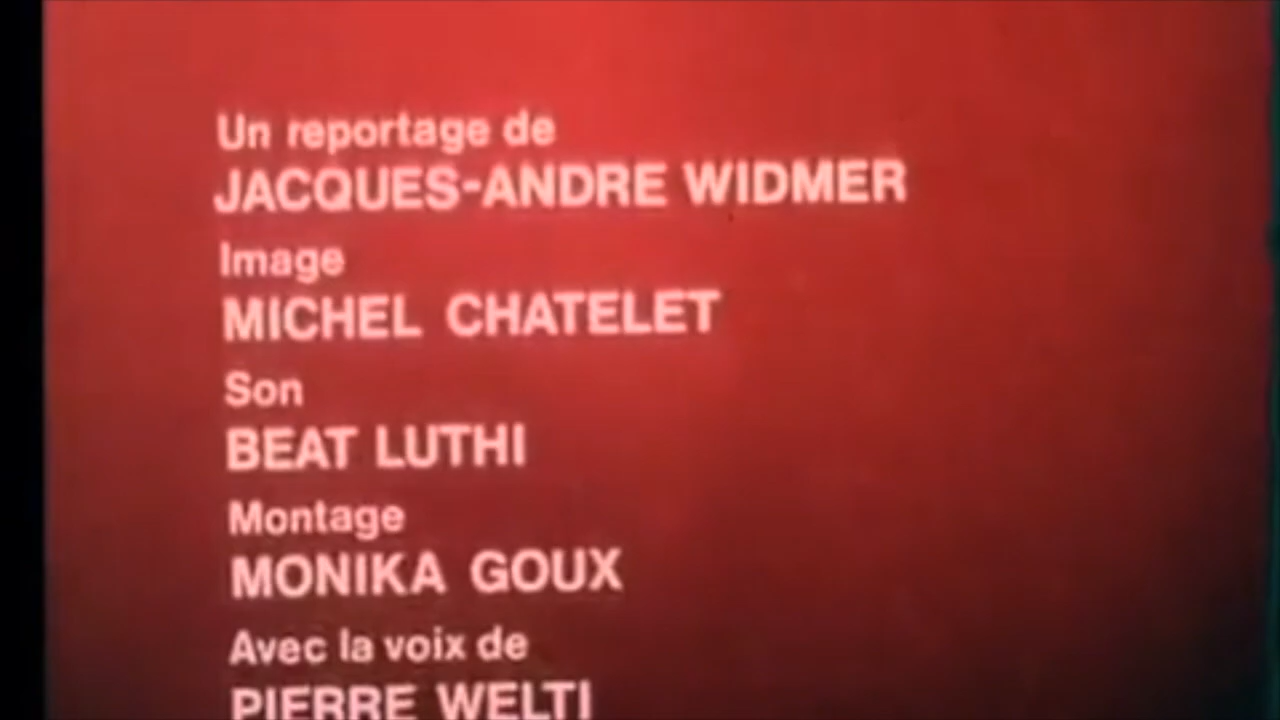 Un reportage de
JACQUES-ANDRE WIDMER
Image
MICHEL CHATELET
Son
BEAT LUTHI
Montage
MONIKA GOUX
Avec la voix de
PIERRE WELTI